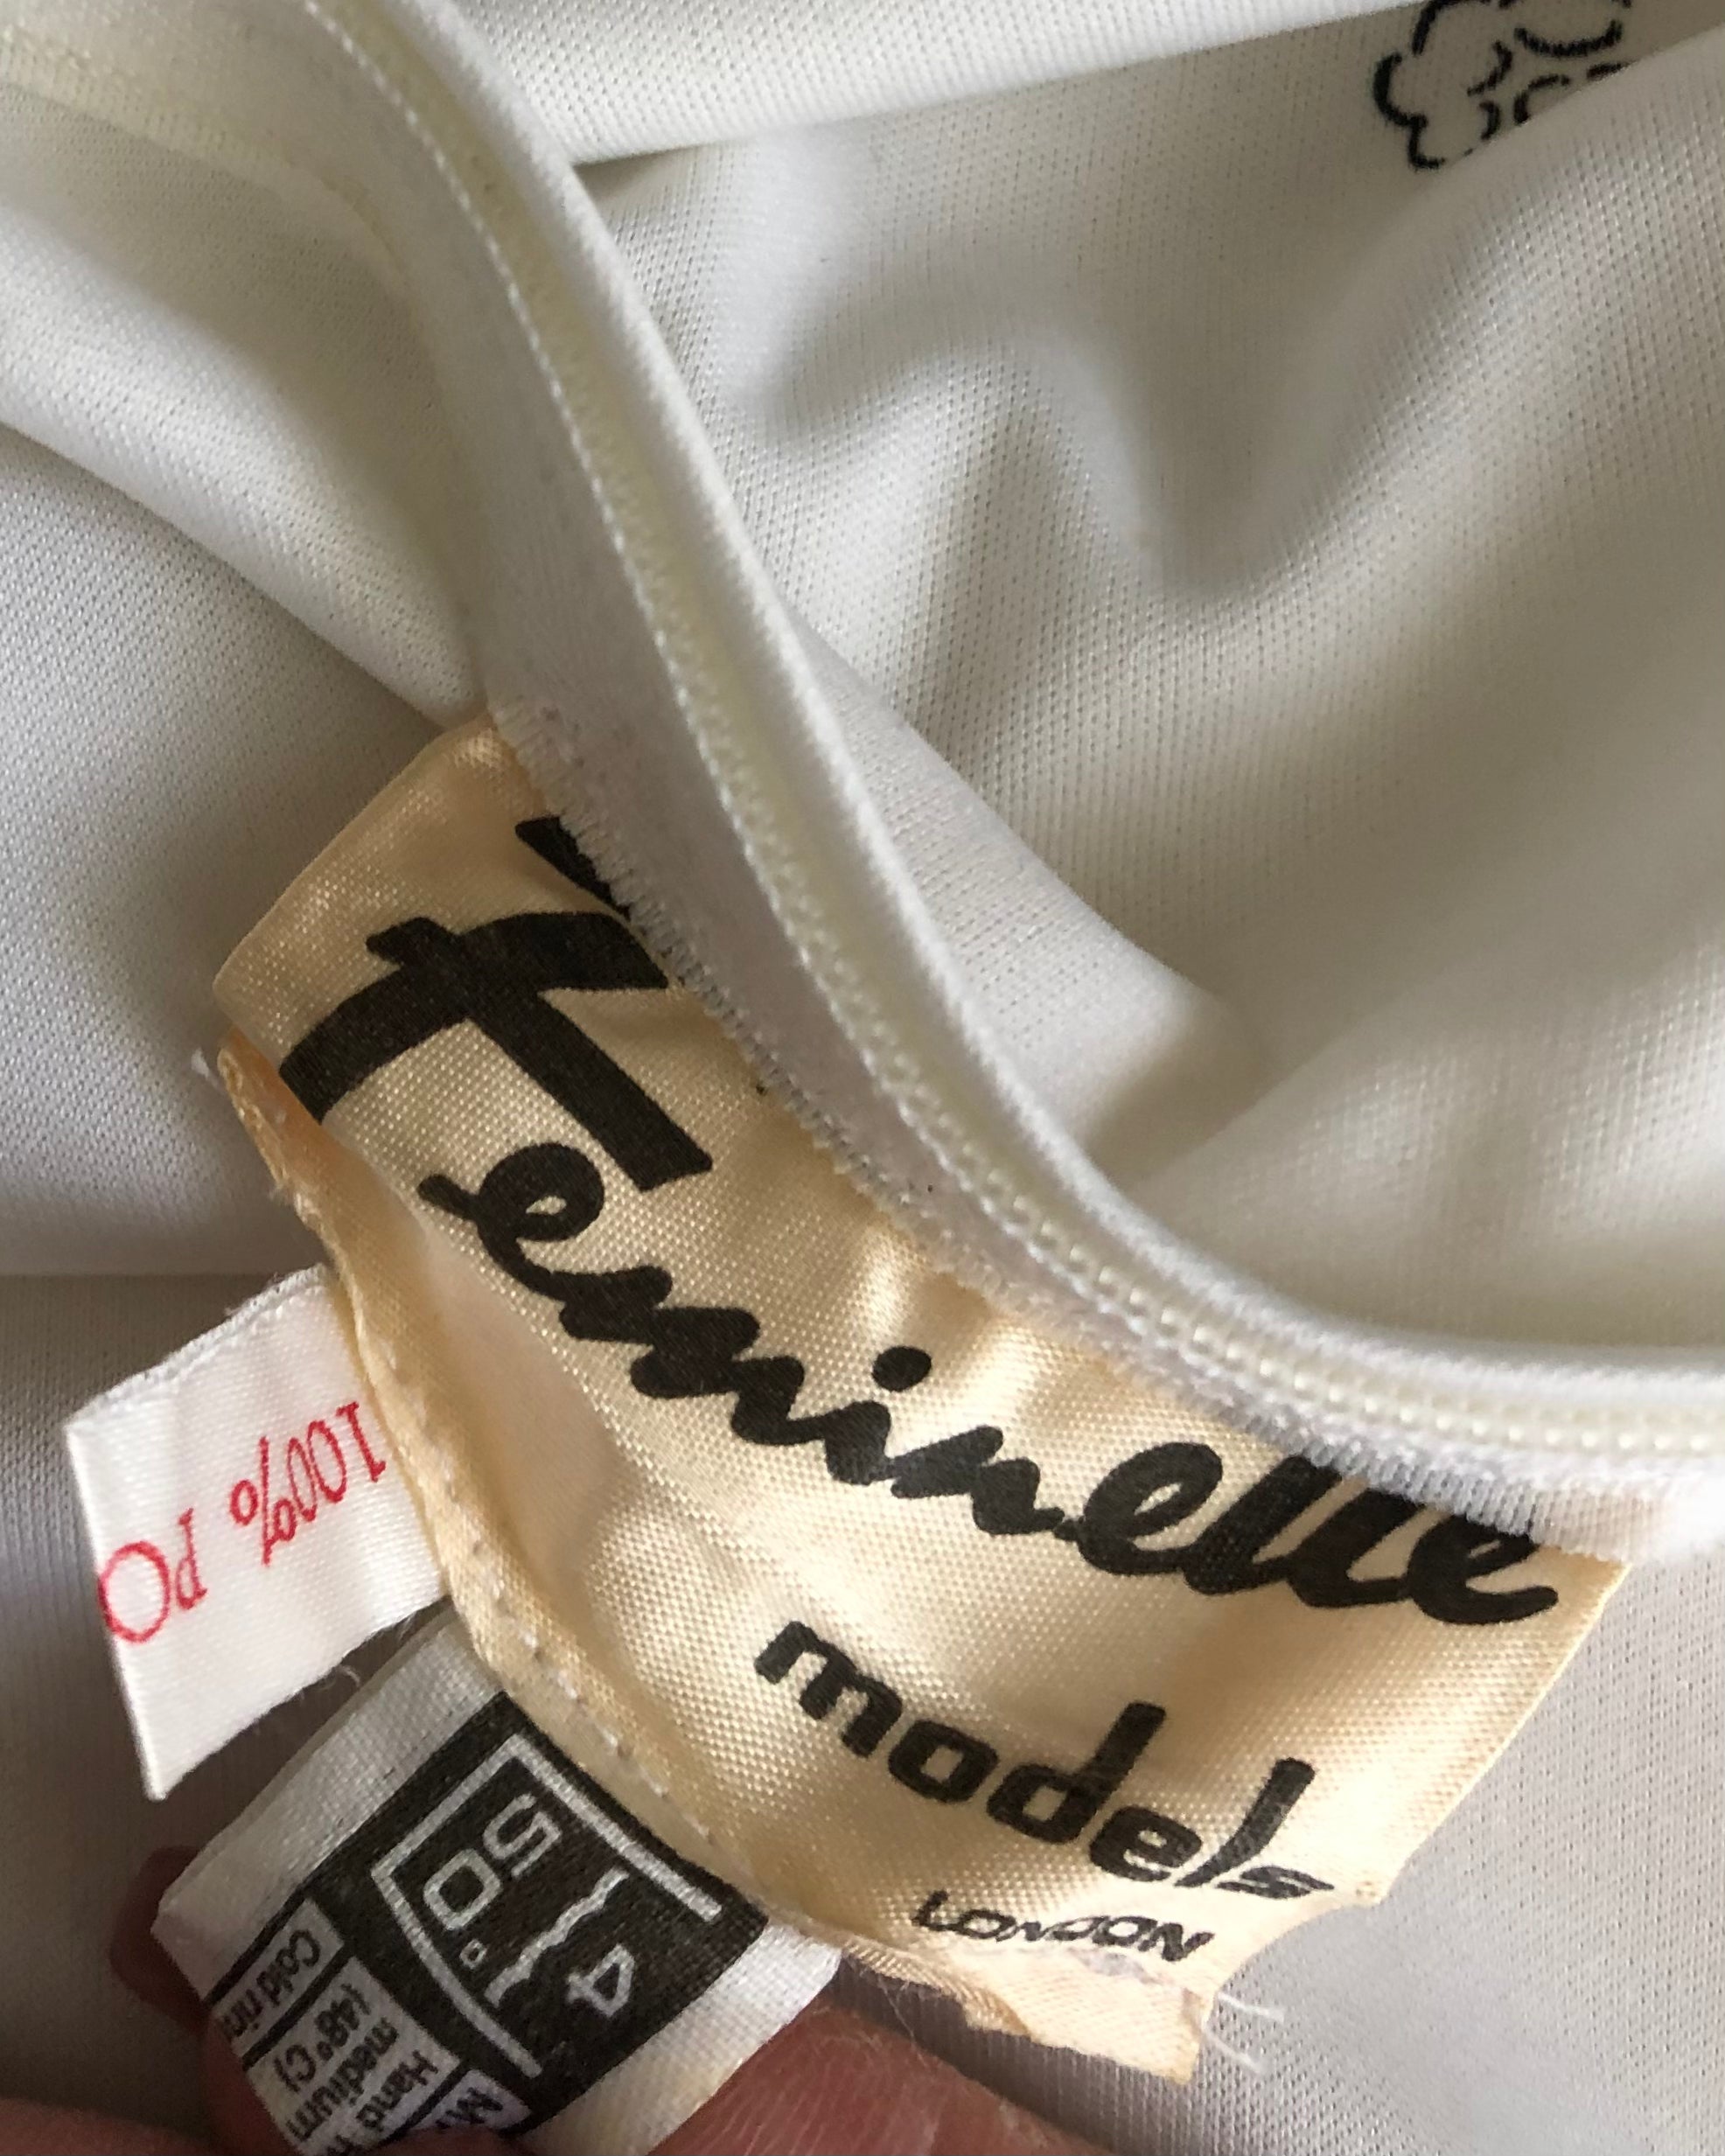 Feminelle
models
LONDON
100% PO
4
50°
Hand
medium
(48°C)
Cold